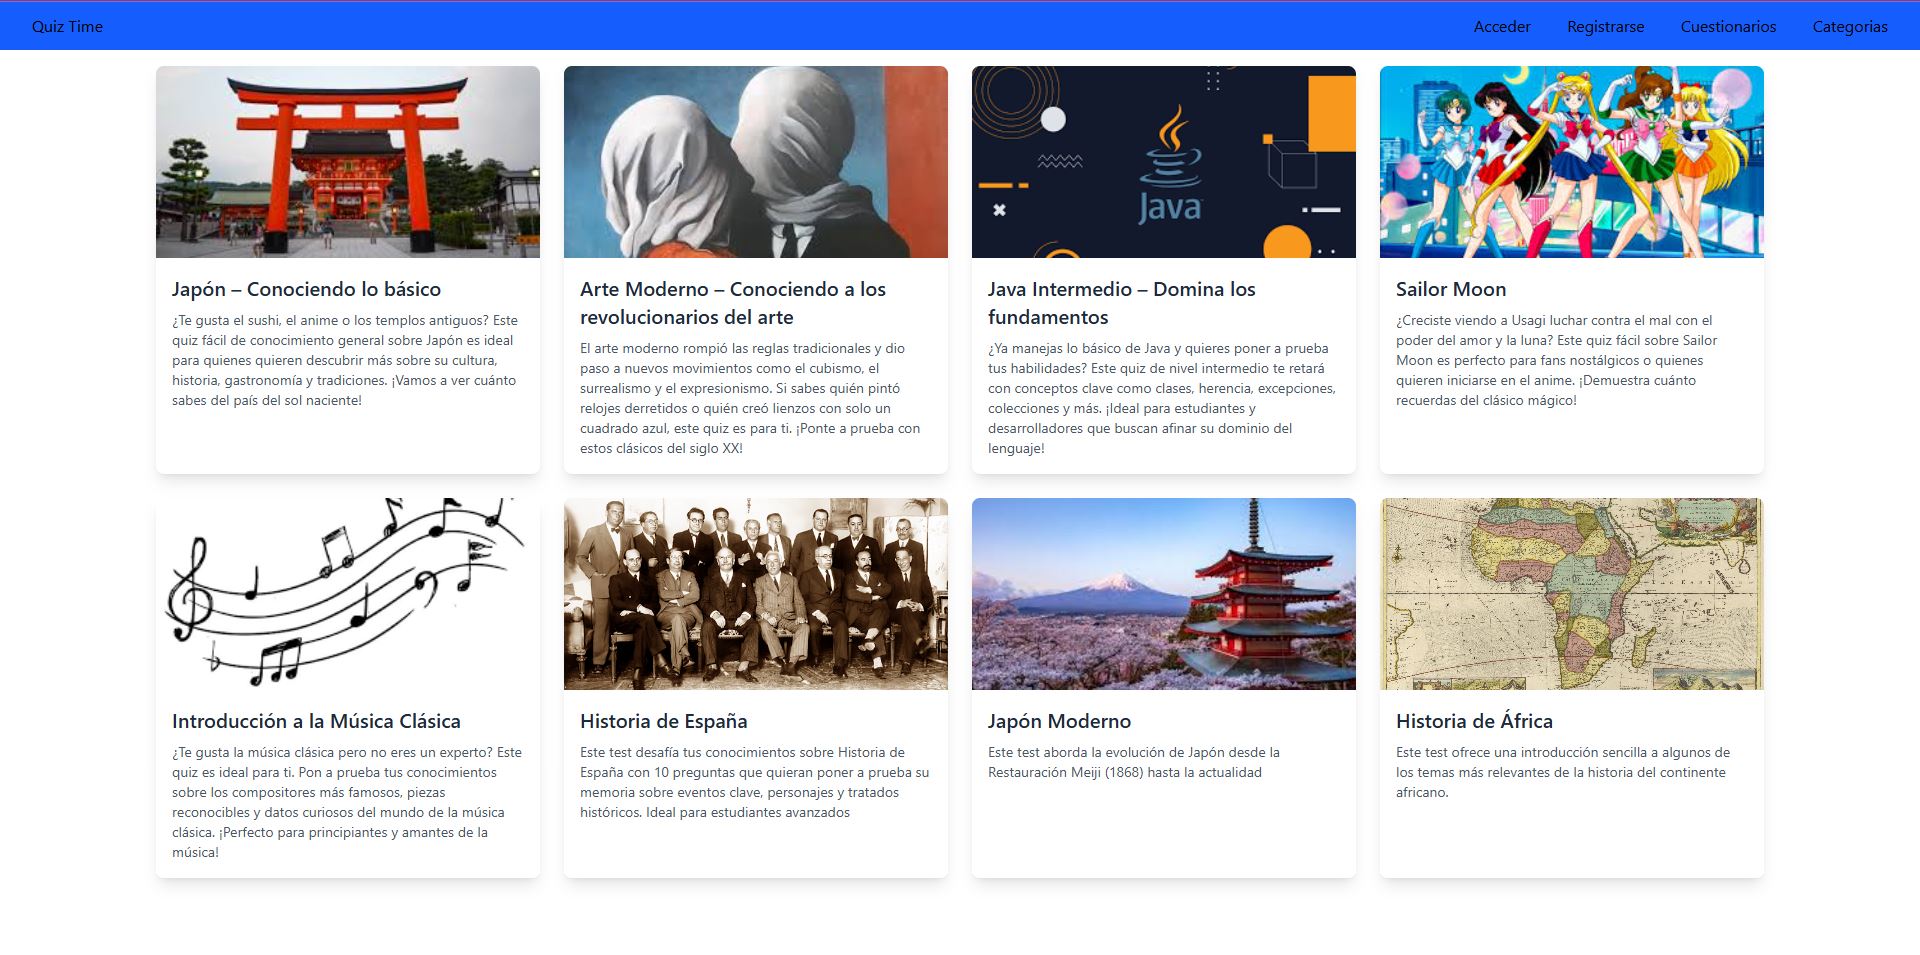 Quiz Time
Acceder
Registrarse
Cuestionarios
Categorias
Java
Japón – Conociendo lo básico
¿Te gusta el sushi, el anime o los templos antiguos? Este
quiz fácil de conocimiento general sobre Japón es ideal
para quienes quieren descubrir más sobre su cultura,
historia, gastronomía y tradiciones. ¡Vamos a ver cuánto
sabes del país del sol naciente!
Arte Moderno – Conociendo a los
revolucionarios del arte
El arte moderno rompió las reglas tradicionales y dio
paso a nuevos movimientos como el cubismo, el
surrealismo y el expresionismo. Si sabes quién pintó
relojes derretidos o quién creó lienzos con solo un
cuadrado azul, este quiz es para ti. ¡Ponte a prueba con
estos clásicos del siglo XX!
Java Intermedio – Domina los
fundamentos
¿Ya manejas lo básico de Java y quieres poner a prueba
tus habilidades? Este quiz de nivel intermedio te retará
con conceptos clave como clases, herencia, excepciones,
colecciones y más. ¡Ideal para estudiantes y
desarrolladores que buscan afinar su dominio del
lenguaje!
Sailor Moon
¿Creciste viendo a Usagi luchar contra el mal con el
poder del amor y la luna? Este quiz fácil sobre Sailor
Moon es perfecto para fans nostálgicos o quienes
quieren iniciarse en el anime. ¡Demuestra cuánto
recuerdas del clásico mágico!
Introducción a la Música Clásica
¿Te gusta la música clásica pero no eres un experto? Este
quiz es ideal para ti. Pon a prueba tus conocimientos
sobre los compositores más famosos, piezas
reconocibles y datos curiosos del mundo de la música
clásica. ¡Perfecto para principiantes y amantes de la
música!
Historia de España
Este test desafía tus conocimientos sobre Historia de
España con 10 preguntas que quieran poner a prueba su
memoria sobre eventos clave, personajes y tratados
históricos. Ideal para estudiantes avanzados
Japón Moderno
Este test aborda la evolución de Japón desde la
Restauración Meiji (1868) hasta la actualidad
Historia de África
Este test ofrece una introducción sencilla a algunos de
los temas más relevantes de la historia del continente
africano.